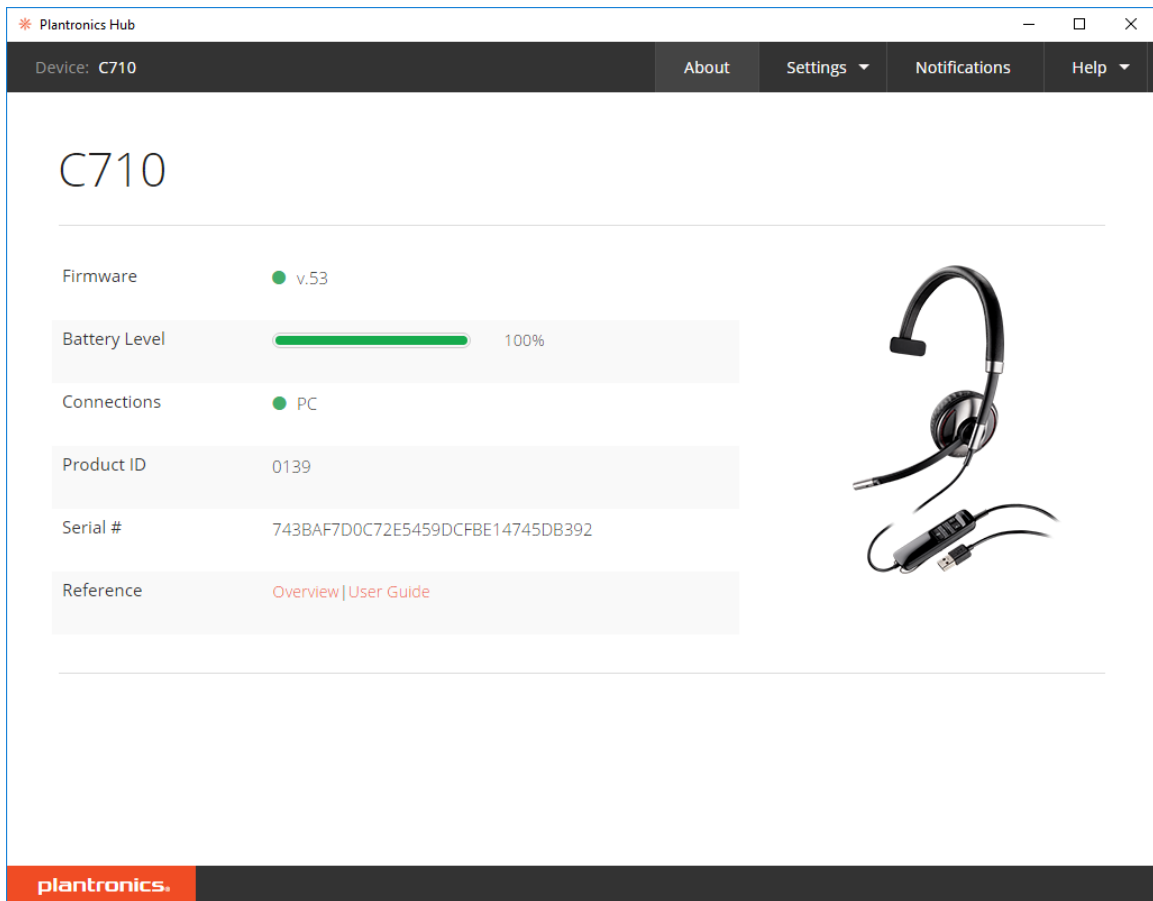 Plantronics Hub
Device: C710 About Settings Notifications Help
C710
Firmware v.53
Battery Level 100%
Connections PC
Product ID 0139
Serial # 743BAF7D0C72E5459DCFBE14745DB392
Reference Overview|User Guide
plantronics.